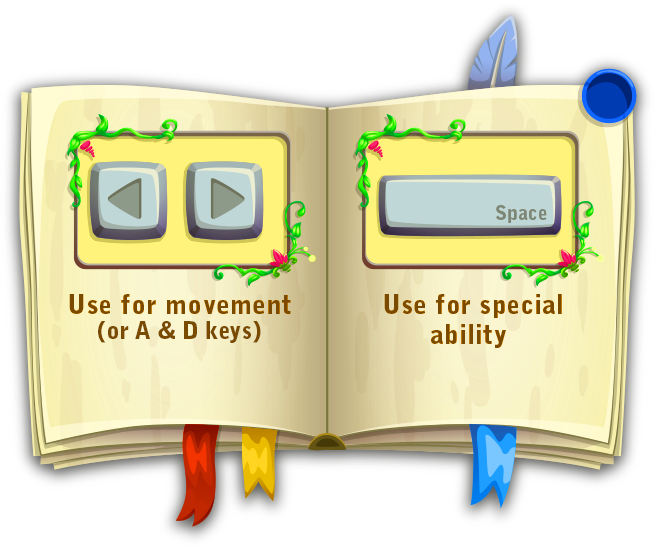 Use for movement
(or A & D keys)
Space
Use for special
ability